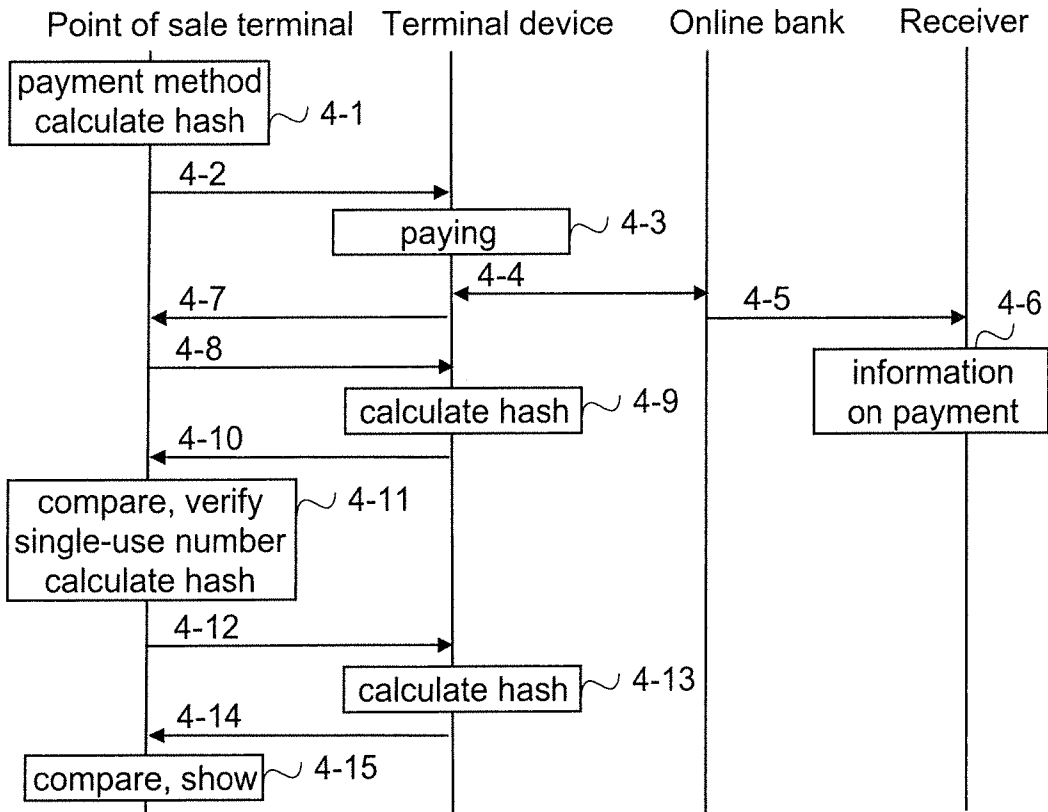 Point of sale terminal
Terminal device
Online bank
Receiver
payment method
calculate hash
4-1
4-2
paying
4-3
4-4
4-7
4-5
4-6
4-8
information
on payment
calculate hash
4-9
4-10
compare, verify
single-use number
calculate hash
4-11
4-12
calculate hash
4-13
4-14
compare, show
4-15